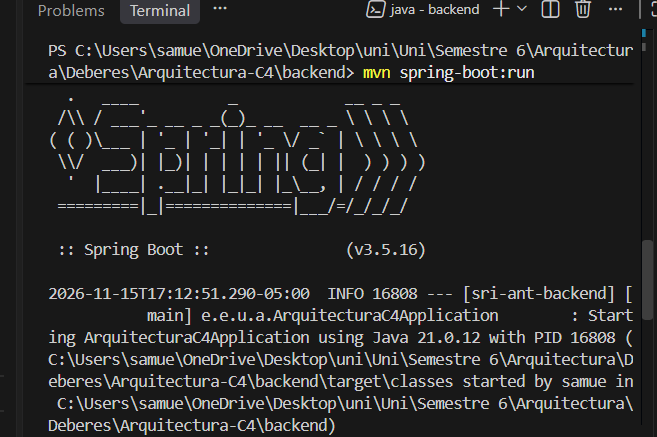 Problems Terminal ... java - backend
PS C:\Users\samue\OneDrive\Desktop\uni\Uni\Semestre 6\Arquitectur
a\Deberes\Arquitectura-C4\backend> mvn spring-boot:run
  .   ____          _            __ _ _
 /\\ / ___'_ __ _ _(_)_ __  __ _ \ \ \ \
( ( )\___ | '_ | '_| | '_ \/ _` | \ \ \ \
 \\/  ___)| |_)| | | | | || (_| |  ) ) ) )
  '  |____| .__|_| |_|_| |_\__, | / / / /
 =========|_|==============|___/=/_/_/_/
 :: Spring Boot ::                (v3.5.16)
2026-11-15T17:12:51.290-05:00  INFO 16808 --- [sri-ant-backend] [
           main] e.e.u.a.ArquitecturaC4Application        : Start
ing ArquitecturaC4Application using Java 21.0.12 with PID 16808 (
C:\Users\samue\OneDrive\Desktop\uni\Uni\Semestre 6\Arquitectura\D
eberes\Arquitectura-C4\backend\target\classes started by samue in
 C:\Users\samue\OneDrive\Desktop\uni\Uni\Semestre 6\Arquitectura\
Deberes\Arquitectura-C4\backend)